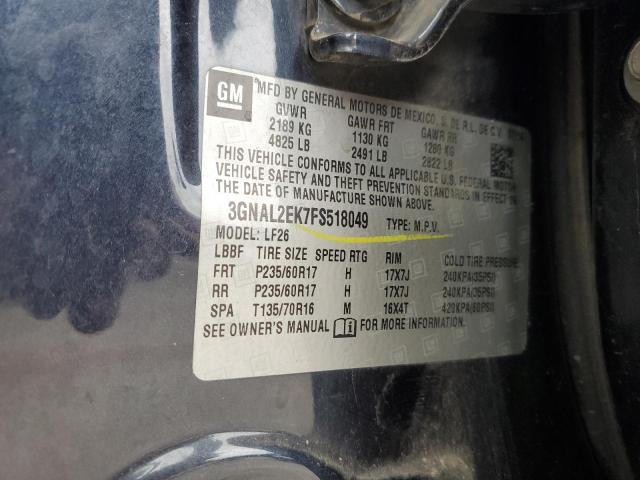 GM
MFD BY GENERAL MOTORS DE MEXICO, S. DE R.L. DE C.V.
GVWR GAWR FRT GAWR RR
2189 KG 1130 KG 1280 KG
4825 LB 2491 LB 2822 LB
THIS VEHICLE CONFORMS TO ALL APPLICABLE U.S. FEDERAL
VEHICLE AND THEFT PREVENTION STANDARDS IN EFFECT ON
THE DATE OF MANUFACTURE SHOWN ABOVE.
3GNAL2EK7FS518049 TYPE: M.P.V.
MODEL: LF26
LBBF TIRE SIZE SPEED RTG RIM COLD TIRE PRESSURE
FRT P235/60R17 H 17X7J 240KPA(35PSI)
RR P235/60R17 H 17X7J 240KPA(35PSI)
SPA T135/70R16 M 16X4T 420KPA(60PSI)
SEE OWNER'S MANUAL FOR MORE INFORMATION.